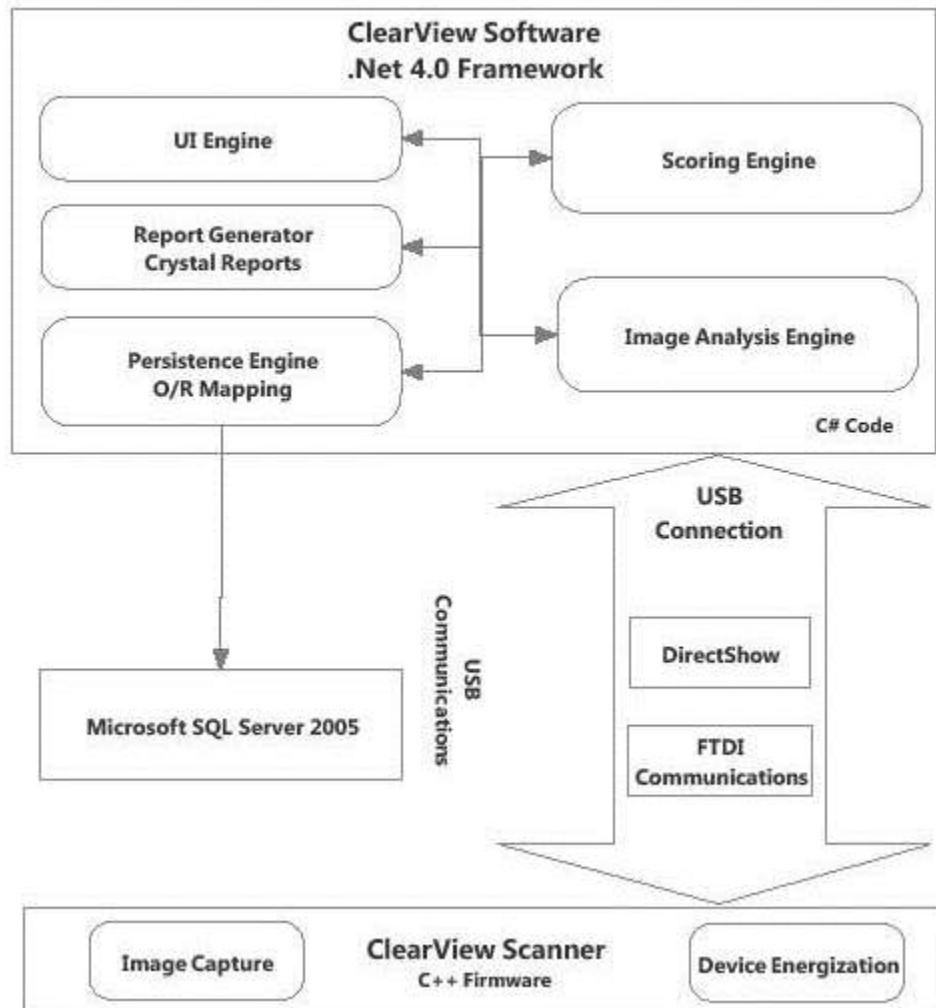 ClearView Software
.Net 4.0 Framework
UI Engine
Scoring Engine
Report Generator
Crystal Reports
Image Analysis Engine
Persistence Engine
O/R Mapping
C# Code
USB
Connection
USB
Communications
DirectShow
Microsoft SQL Server 2005
FTDI
Communications
Image Capture
ClearView Scanner
C++ Firmware
Device Energization